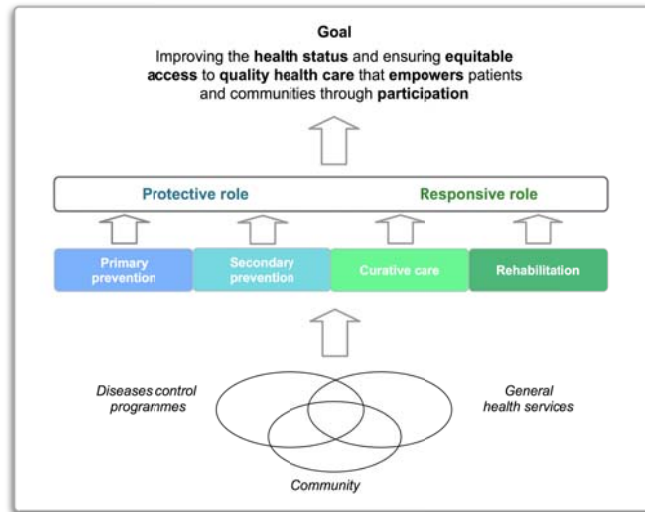 Goal
Improving the health status and ensuring equitable
access to quality health care that empowers patients
and communities through participation
Protective role
Responsive role
Primary
prevention
Secondary
prevention
Curative care
Rehabilitation
Diseases control
programmes
General
health services
Community